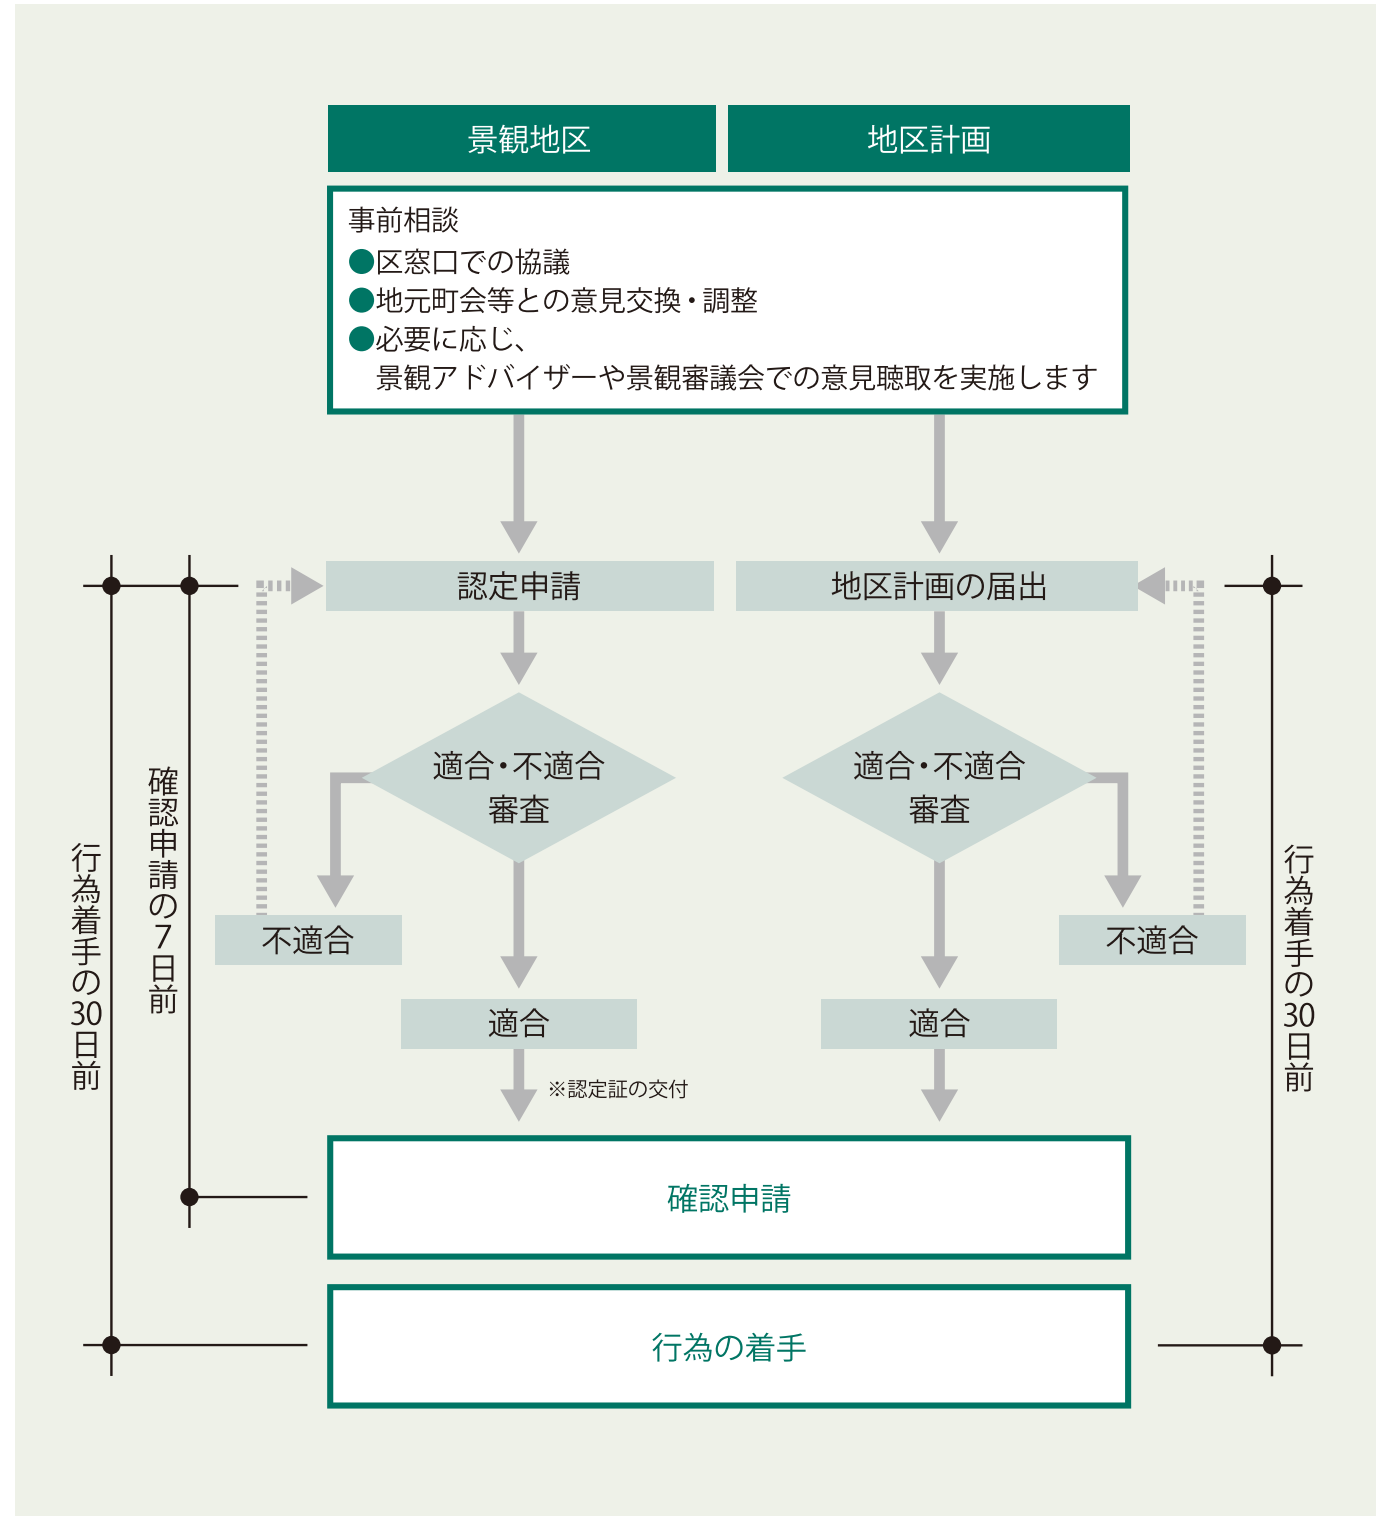 景観地区
地区計画
事前相談
●区窓口での協議
●地元町会等との意見交換・調整
●必要に応じ、
景観アドバイザーや景観審議会での意見聴取を実施します
認定申請
地区計画の届出
適合・不適合
審査
適合・不適合
審査
行為着手の30日前
確認申請の7日前
行為着手の30日前
不適合
不適合
適合
適合
※認定証の交付
確認申請
行為の着手